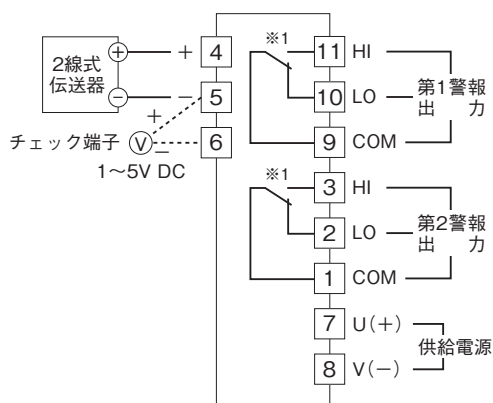 2線式
伝送器
+
−
+
−
4
5
6
+
−
チェック端子
V
1〜5V DC
※1
11 HI
10 LO
9 COM
第1警報
出 力
※1
3 HI
2 LO
1 COM
第2警報
出 力
7 U(+)
8 V(−)
供給電源